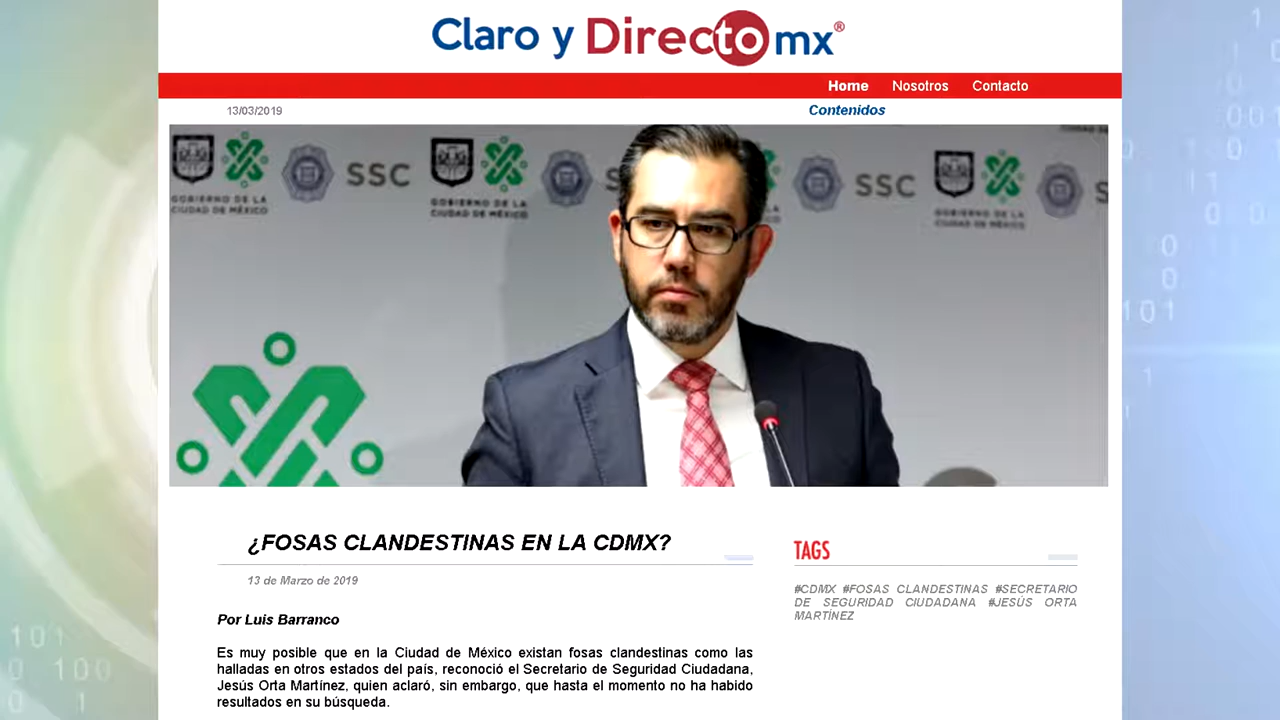 Claro y Directo mx®
Home Nosotros Contacto
13/03/2019
Contenidos
SSC
SSC
GOBIERNO DE LA
CIUDAD DE MÉXICO
GOBIERNO DE LA
CIUDAD DE MÉXICO
GOBIERNO DE LA
CIUDAD DE MÉXICO
¿FOSAS CLANDESTINAS EN LA CDMX?
13 de Marzo de 2019
Por Luis Barranco
Es muy posible que en la Ciudad de México existan fosas clandestinas como las
halladas en otros estados del país, reconoció el Secretario de Seguridad Ciudadana,
Jesús Orta Martínez, quien aclaró, sin embargo, que hasta el momento no ha habido
resultados en su búsqueda.
TAGS
#CDMX #FOSAS CLANDESTINAS #SECRETARIO
DE SEGURIDAD CIUDADANA #JESÚS ORTA
MARTÍNEZ